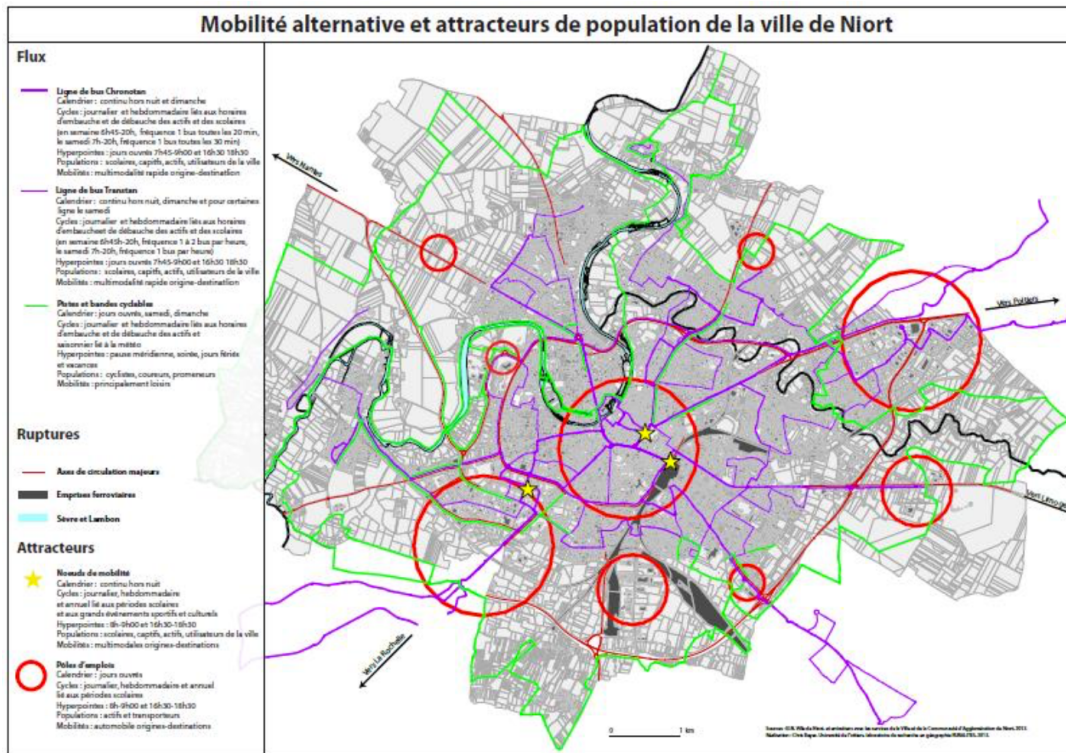 Mobilité alternative et attracteurs de population de la ville de Niort
Flux
Ligne de bus Chronotan
Calendrier : continu hors nuit et dimanche
Cycles : journalier et hebdommadaire liés aux horaires
d'embauche et de débauche des actifs et des scolaires
(en semaine 6h45-20h, fréquence 1 bus toutes les 20 min,
le samedi 7h-20h, fréquence 1 bus toutes les 30 min)
Hyperpointes : jours ouvrés 7h45-9h00 et 16h30 18h30
Populations : scolaires, captifs, actifs, utilisateurs de la ville
Mobilités : multimodalité rapide origine-destination
Ligne de bus Transtan
Calendrier : continu hors nuit, dimanche et pour certaines
ligne le samedi
Cycles : journalier et hebdommadaire liés aux horaires
d'embaucheet de débauche des actifs et des scolaires
(en semaine 6h45h-20h, fréquence 1 à 2 bus par heure,
le samedi 7h-20h, fréquence 1 bus par heure)
Hyperpointes : jours ouvrés 7h45-9h00 et 16h30 18h30
Populations : scolaires, captifs, actifs, utilisateurs de la ville
Mobilités : multimodalité rapide origine-destination
Pistes et bandes cyclables
Calendrier : jours ouvrés, samedi, dimanche
Cycles : journalier et hebdommadaire liés aux horaires
d'embauche et de débauche des actifs et
saisonnier lié à la météo
Hyperpointes : pause méridienne, soirée, jours fériés
et vacances
Populations : cyclistes, coureurs, promeneurs
Mobilités : principalement loisirs
Ruptures
Axes de circulation majeurs
Emprises ferroviaires
Sèvre et Lambon
Attracteurs
Noeuds de mobilité
Calendrier : continu hors nuit
Cycles : journalier, hebdommadaire
et annuel lié aux périodes scolaires
et aux grands événements sportifs et culturels
Hyperpointes : 8h-9h00 et 16h30-18h30
Populations : scolaires, captifs, actifs, utilisateurs de la ville
Mobilités : multimodales origines-destinations
Pôles d'emplois
Calendrier : jours ouvrés
Cycles : journalier, hebdommadaire et annuel
lié aux périodes scolaires
Hyperpointes : 8h-9h00 et 16h30-18h30
Populations : actifs et transporteurs
Mobilités : automobile origines-destinations
Vers Nantes
Vers Poitiers
Vers Limoges
Vers La Rochelle
0 1 km